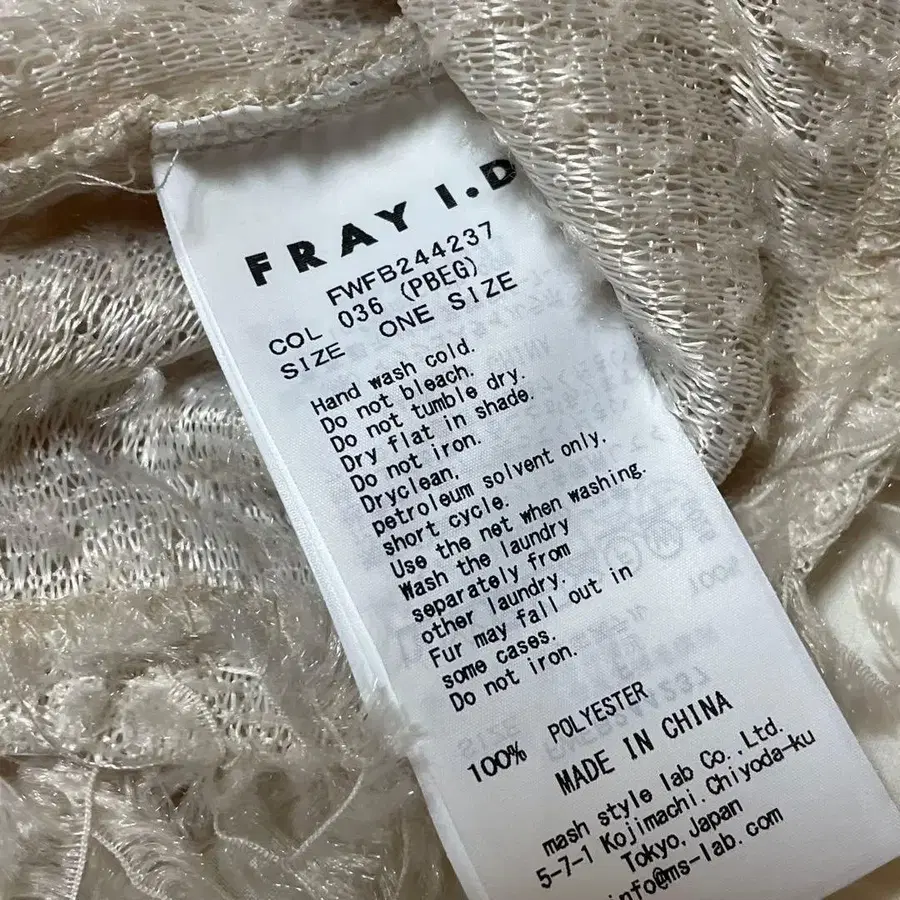 FRAY I.D
FWFB244237
COL 036 (PBEG)
SIZE ONE SIZE
Hand wash cold.
Do not bleach.
Do not tumble dry.
Dry flat in shade.
Do not iron.
Dryclean,
petroleum solvent only,
short cycle.
Use the net when washing.
Wash the laundry
separately from
other laundry.
Fur may fall out in
some cases.
Do not iron.
100% POLYESTER
MADE IN CHINA
mash style lab Co.,Ltd.
5-7-1 Kojimachi.Chiyoda-ku
Tokyo,Japan
info@ms-lab.com